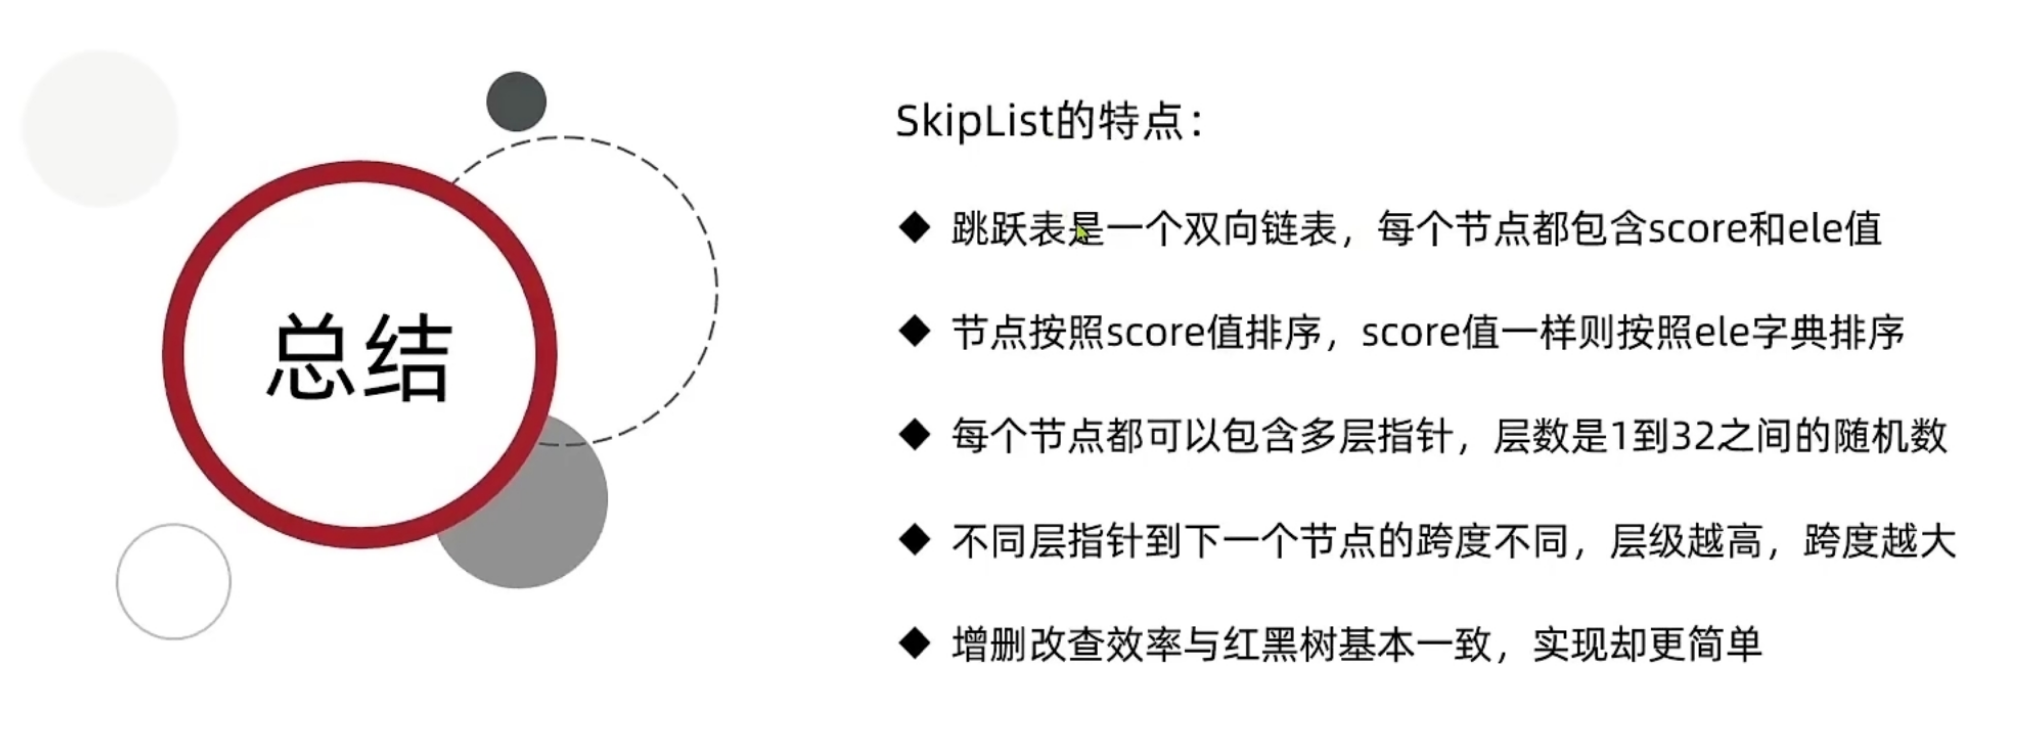 总结
SkipList的特点：
跳跃表是一个双向链表，每个节点都包含score和ele值
节点按照score值排序，score值一样则按照ele字典排序
每个节点都可以包含多层指针，层数是1到32之间的随机数
不同层指针到下一个节点的跨度不同，层级越高，跨度越大
增删改查效率与红黑树基本一致，实现却更简单